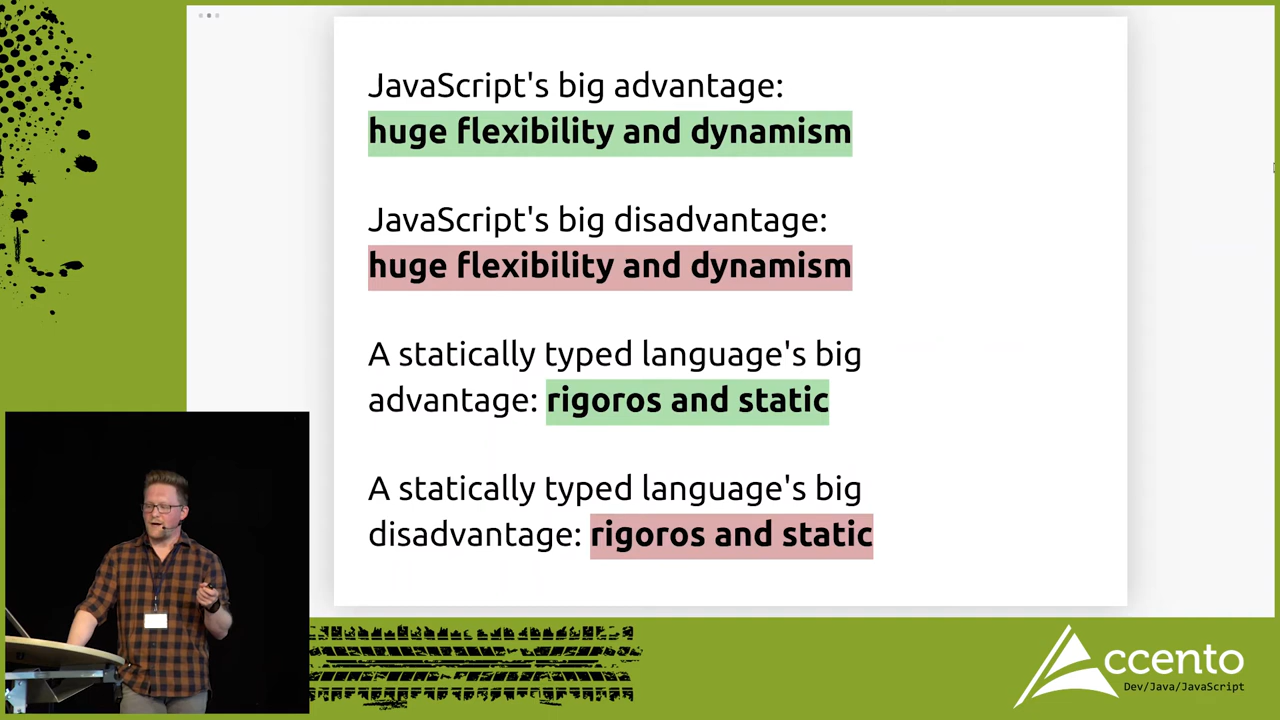 JavaScript's big advantage:
huge flexibility and dynamism
JavaScript's big disadvantage:
huge flexibility and dynamism
A statically typed language's big
advantage: rigoros and static
A statically typed language's big
disadvantage: rigoros and static
ccento
Dev/Java/JavaScript